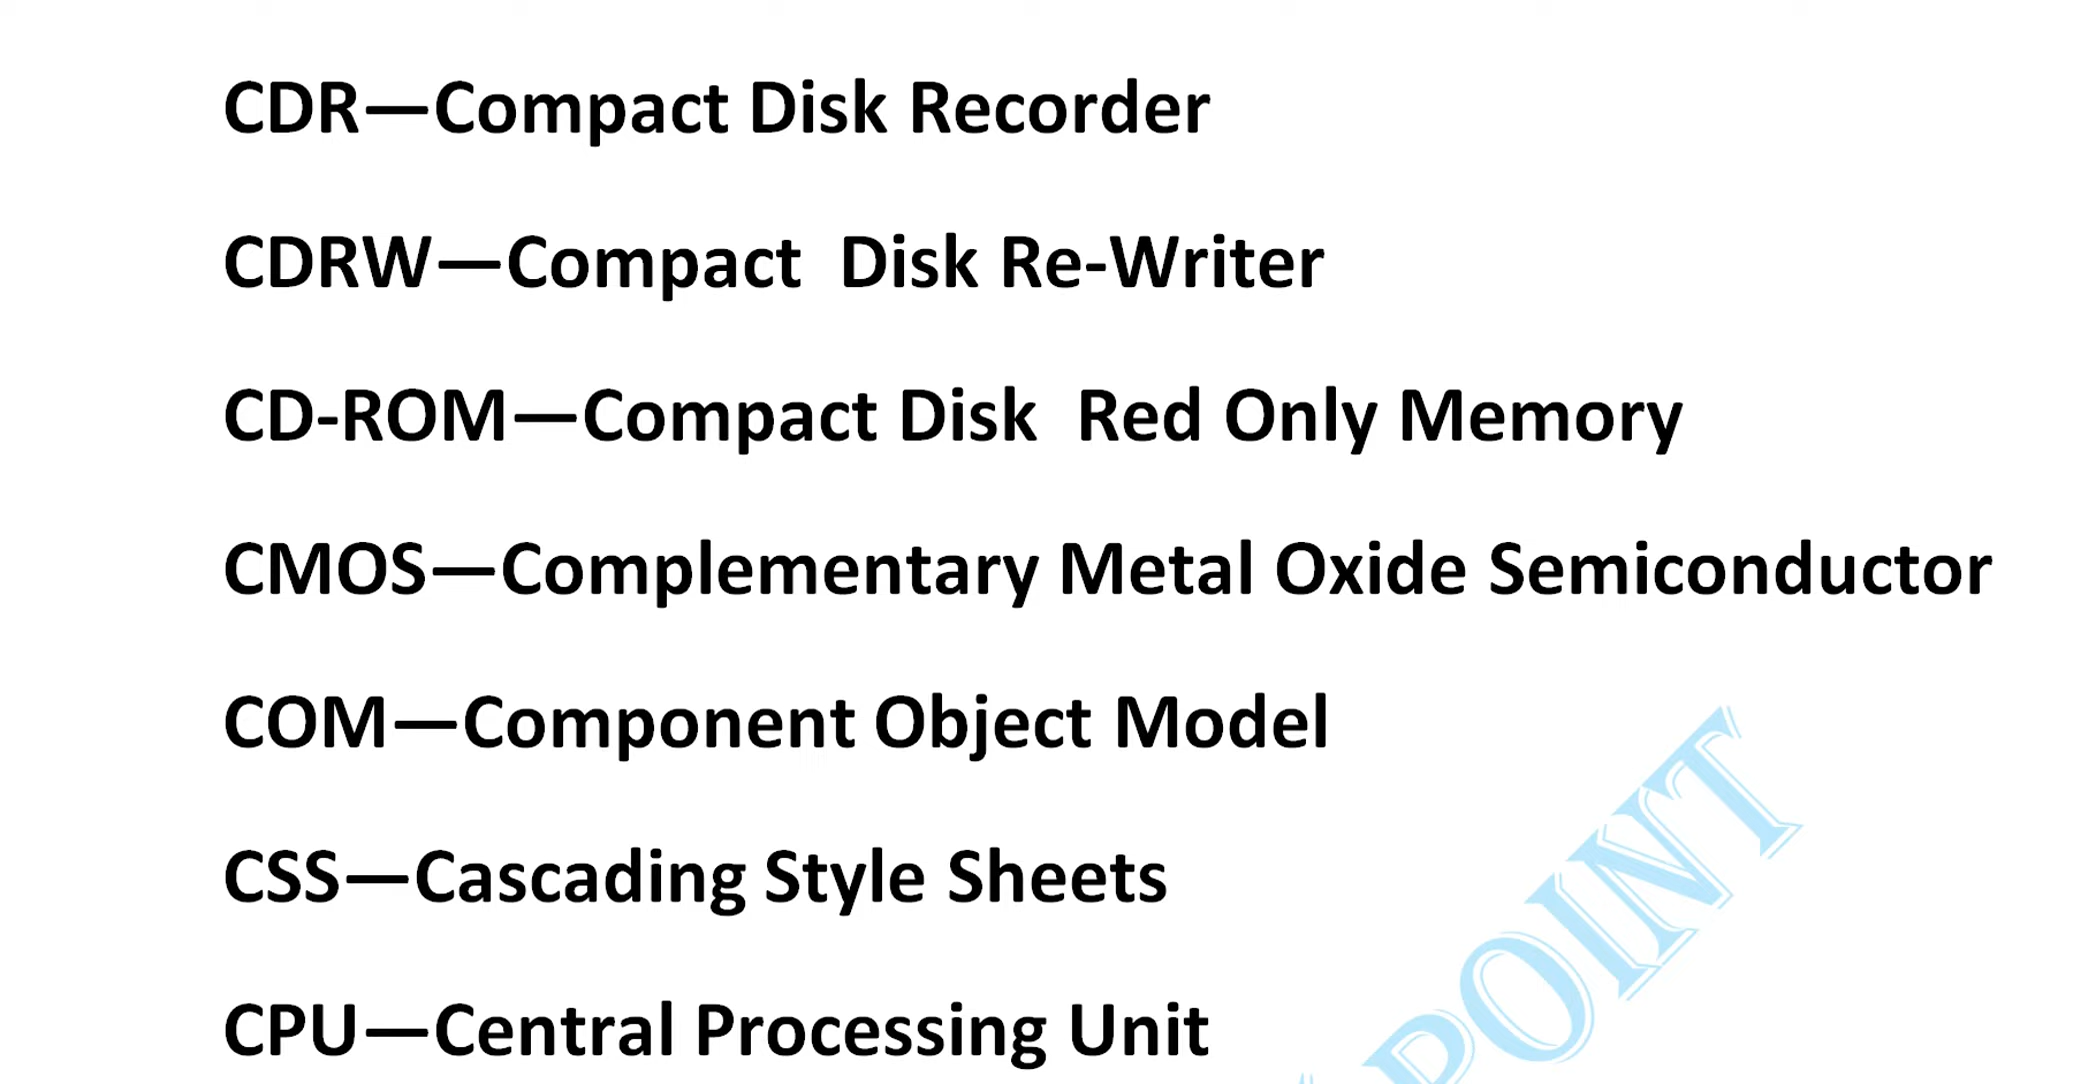 CDR—Compact Disk Recorder
CDRW—Compact  Disk Re-Writer
CD-ROM—Compact Disk  Red Only Memory
CMOS—Complementary Metal Oxide Semiconductor
COM—Component Object Model
CSS—Cascading Style Sheets
CPU—Central Processing Unit
POINT